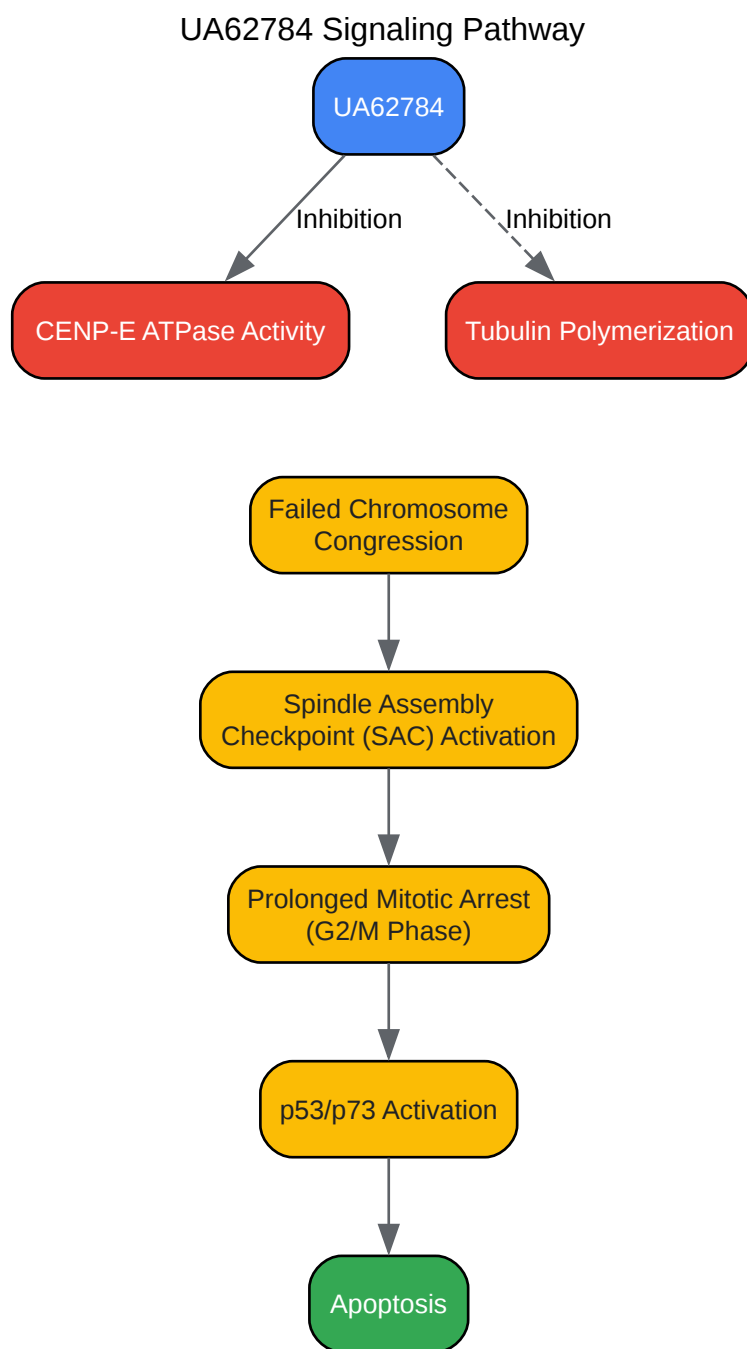 UA62784 Signaling Pathway
UA62784
Inhibition
Inhibition
CENP-E ATPase Activity
Tubulin Polymerization
Failed Chromosome
Congression
Spindle Assembly
Checkpoint (SAC) Activation
Prolonged Mitotic Arrest
(G2/M Phase)
p53/p73 Activation
Apoptosis